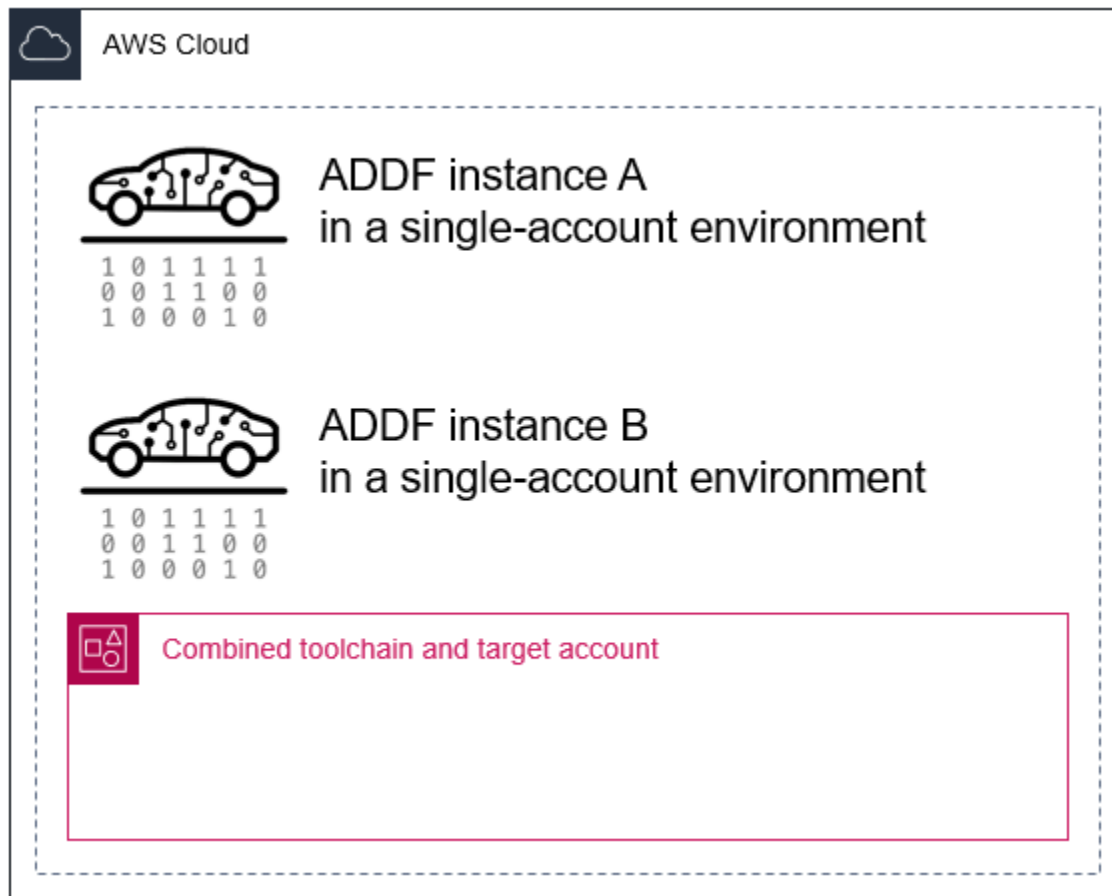 AWS Cloud
ADDF instance A
in a single-account environment
1 0 1 1 1 1
0 0 1 1 0 0
1 0 0 0 1 0
ADDF instance B
in a single-account environment
1 0 1 1 1 1
0 0 1 1 0 0
1 0 0 0 1 0
Combined toolchain and target account